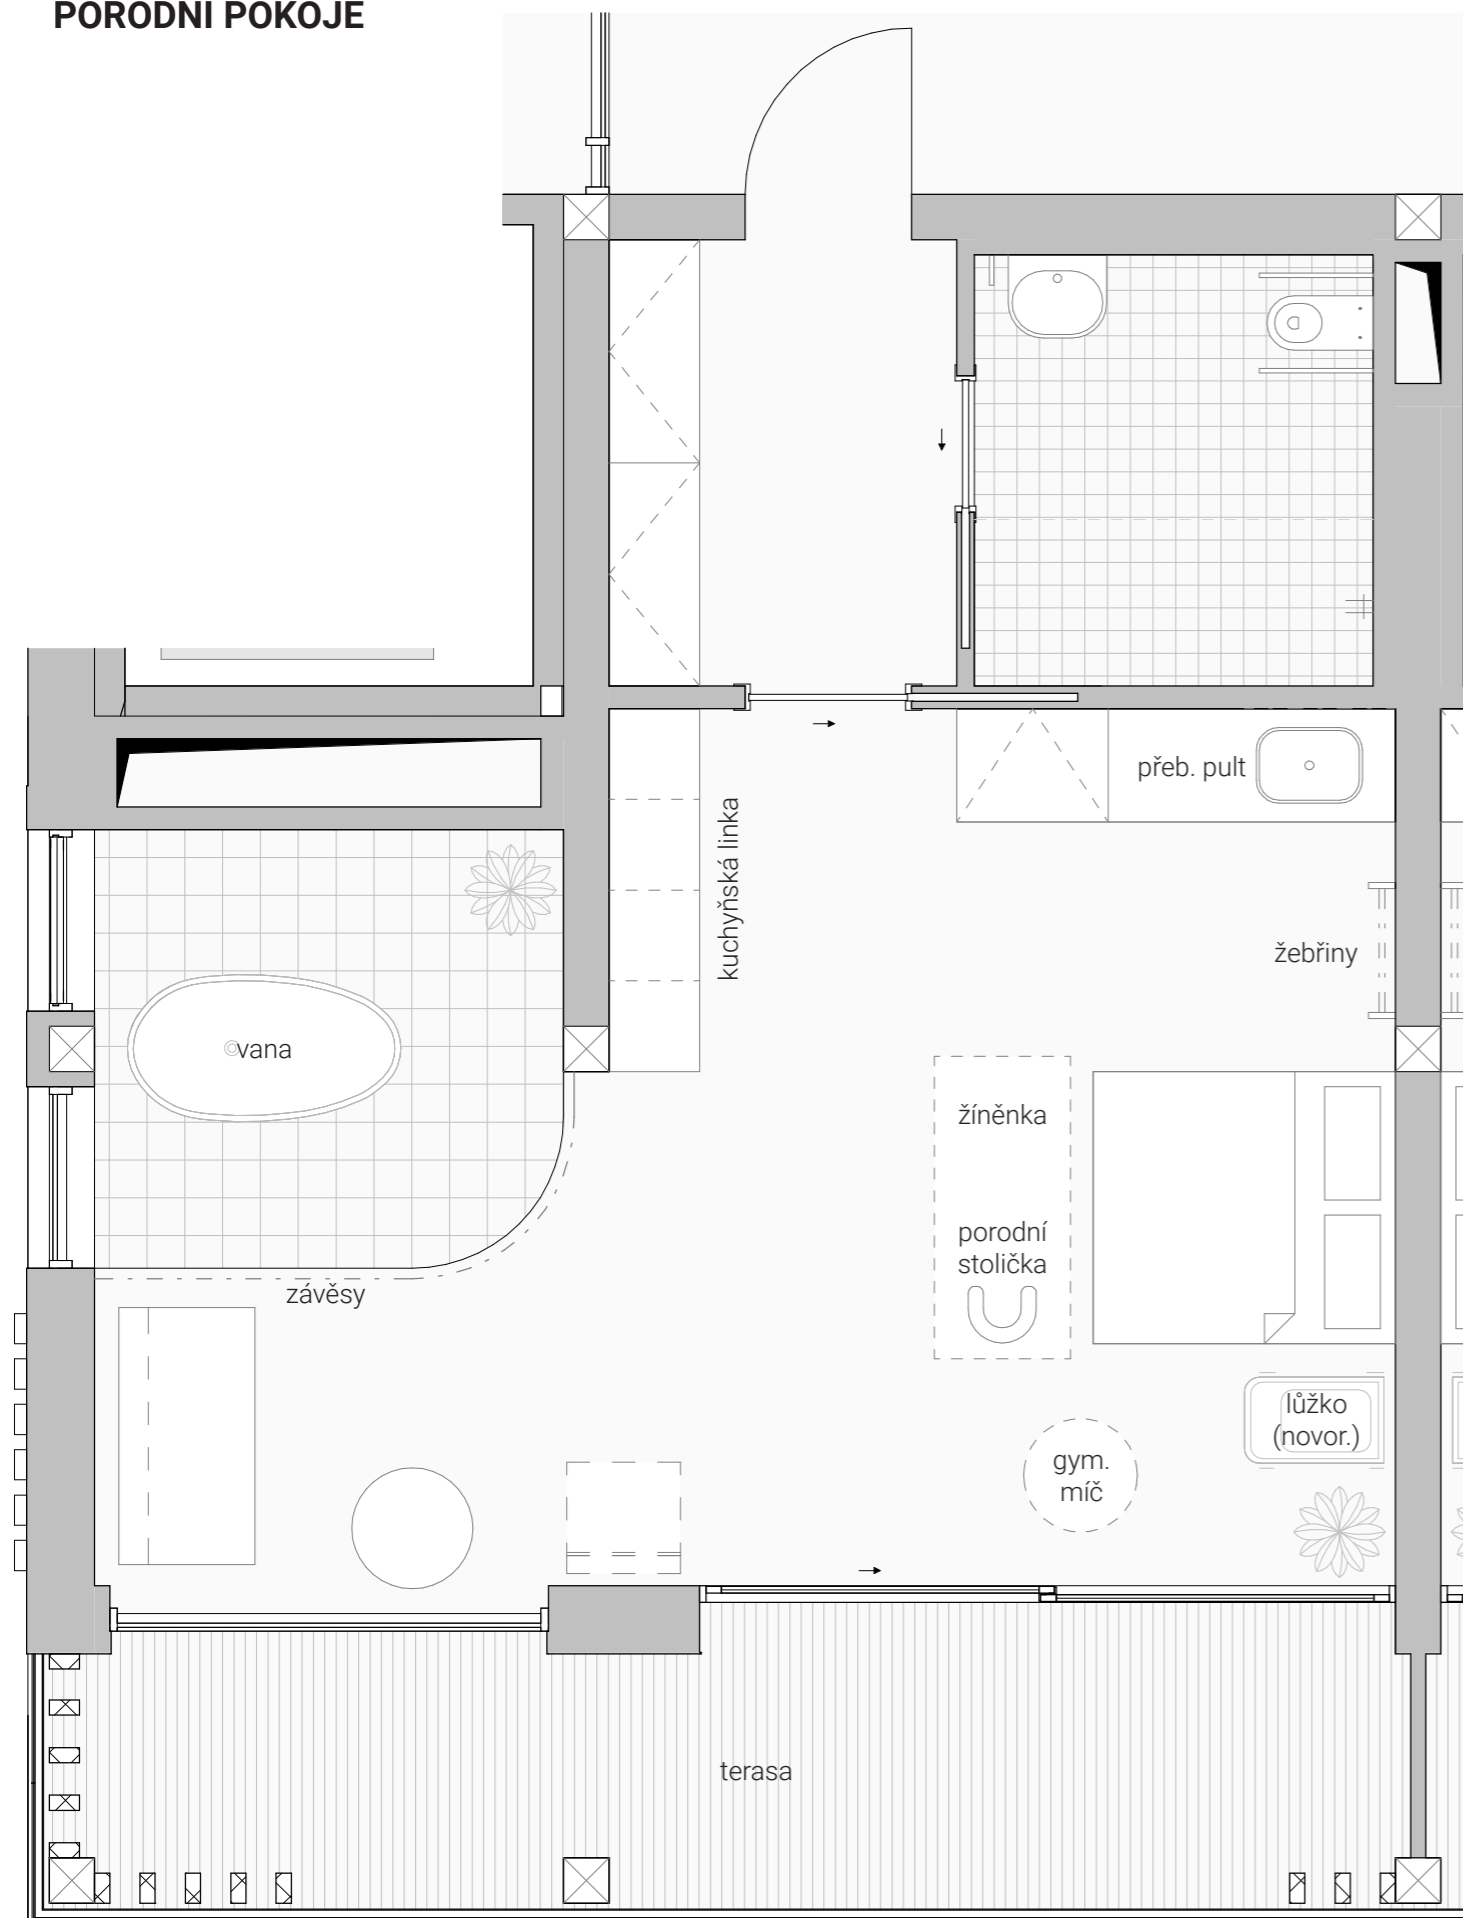 PORODNÍ POKOJE
přeb. pult
kuchyňská linka
žebřiny
vana
žíněnka
porodní
stolička
závěsy
lůžko
(novor.)
gym.
míč
terasa